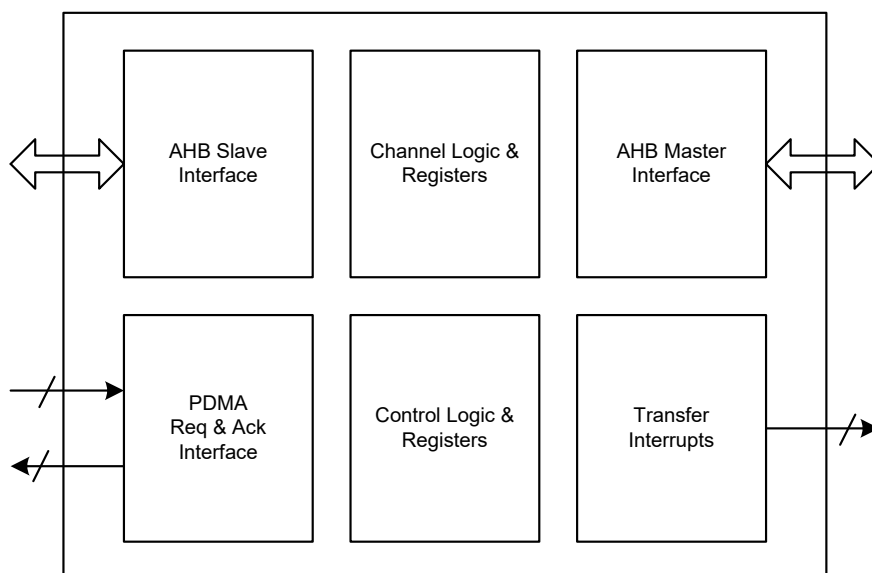 AHB Slave
Interface
Channel Logic &
Registers
AHB Master
Interface
PDMA
Req & Ack
Interface
Control Logic &
Registers
Transfer
Interrupts